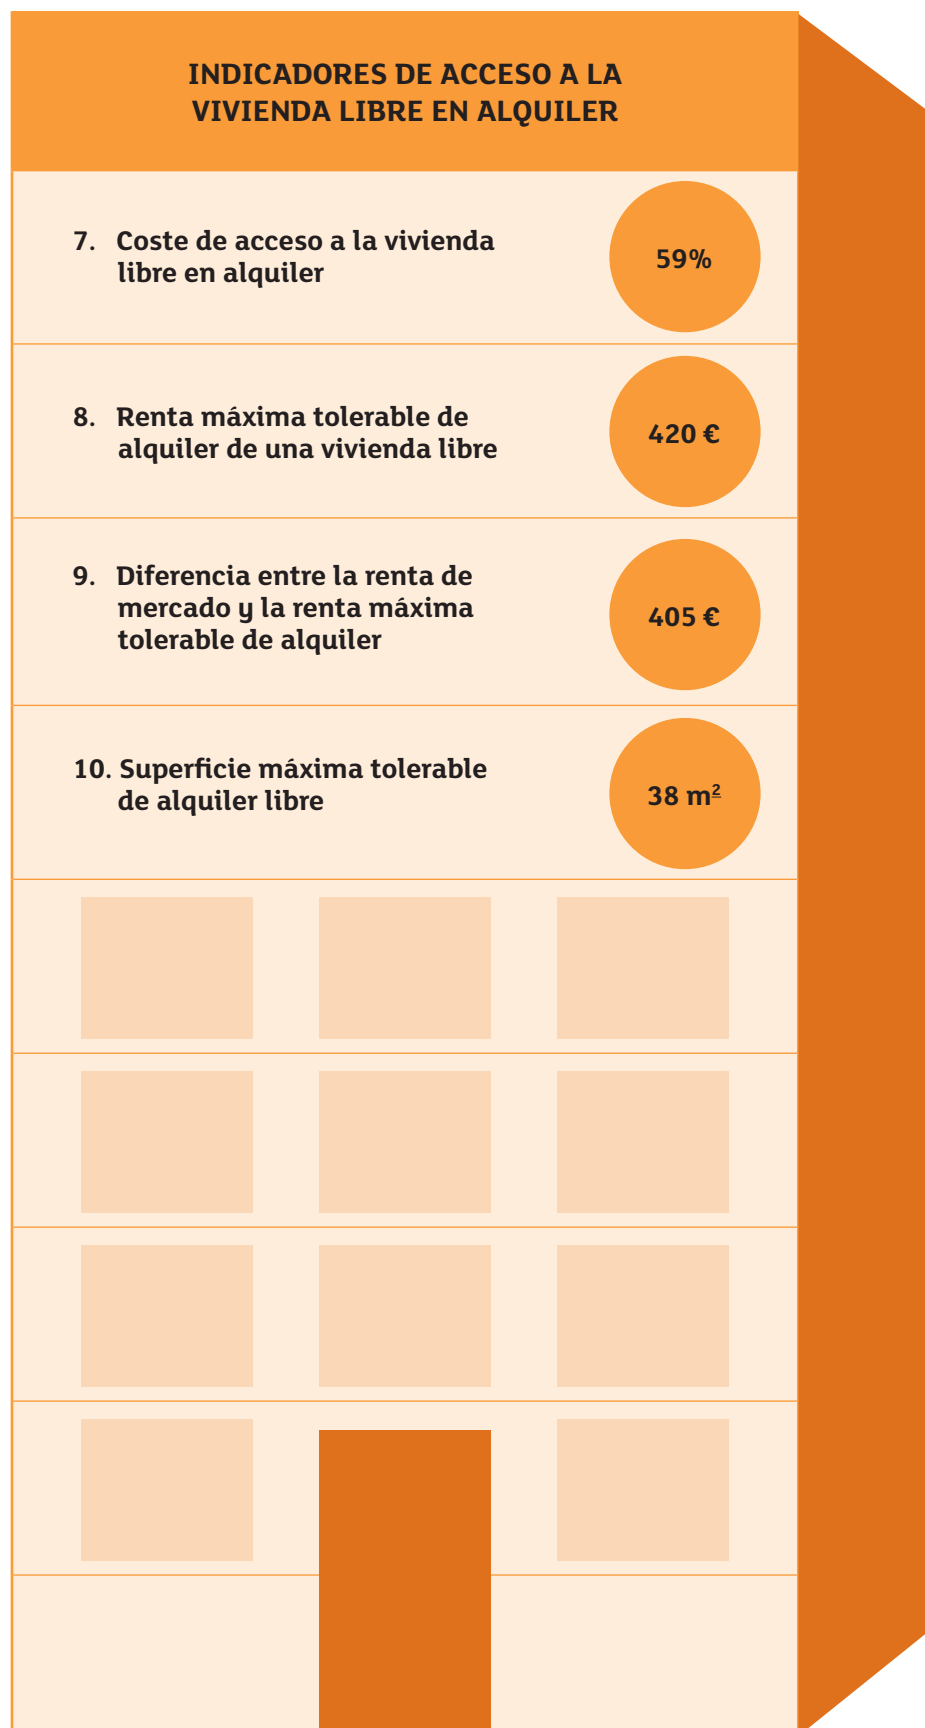 INDICADORES DE ACCESO A LA
VIVIENDA LIBRE EN ALQUILER
7. Coste de acceso a la vivienda
libre en alquiler
59%
8. Renta máxima tolerable de
alquiler de una vivienda libre
420 €
9. Diferencia entre la renta de
mercado y la renta máxima
tolerable de alquiler
405 €
10. Superficie máxima tolerable
de alquiler libre
38 m²